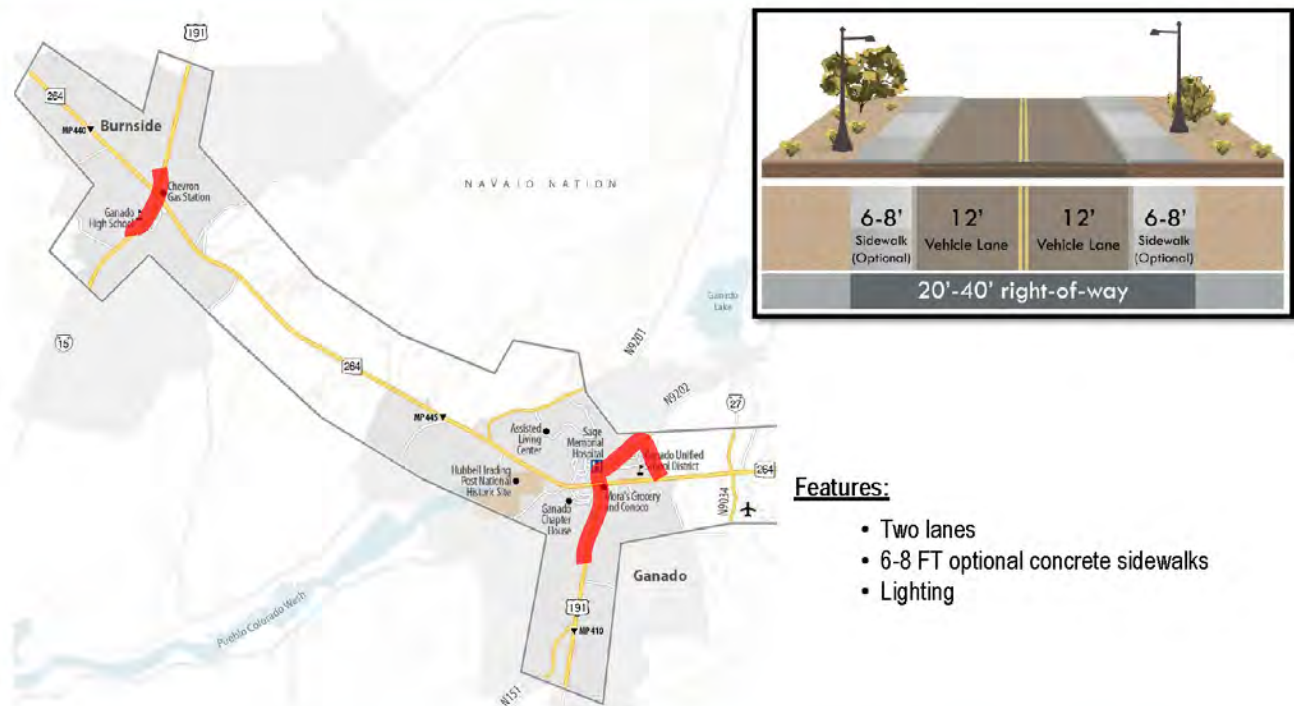 191
264
MP 440
Burnside
Chevron
Gas Station
Ganado
High School
NAVAJO NATION
15
264
Ganado
Lake
N9201
N9202
MP 445
27
Assisted
Living
Center
Sage
Memorial
Hospital
Ganado Unified
School District
264
Hubbell Trading
Post National
Historic Site
Mora's Grocery
and Conoco
N9034
Ganado
Chapter
House
Ganado
Pueblo Colorado Wash
191
MP 410
N151
6-8'
Sidewalk
(Optional)
12'
Vehicle Lane
12'
Vehicle Lane
6-8'
Sidewalk
(Optional)
20'-40' right-of-way
Features:
• Two lanes
• 6-8 FT optional concrete sidewalks
• Lighting